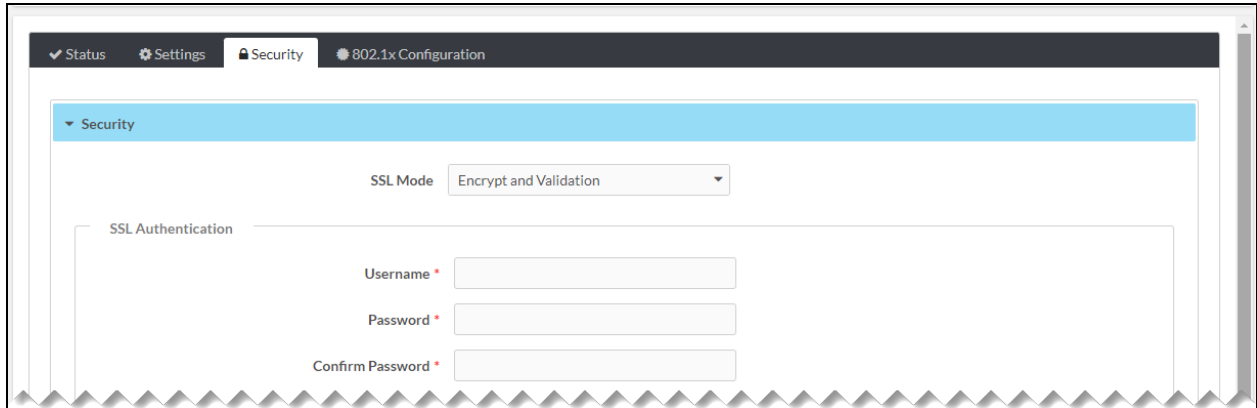 Status Settings Security 802.1x Configuration
Security
SSL Mode Encrypt and Validation
SSL Authentication
Username *
Password *
Confirm Password *